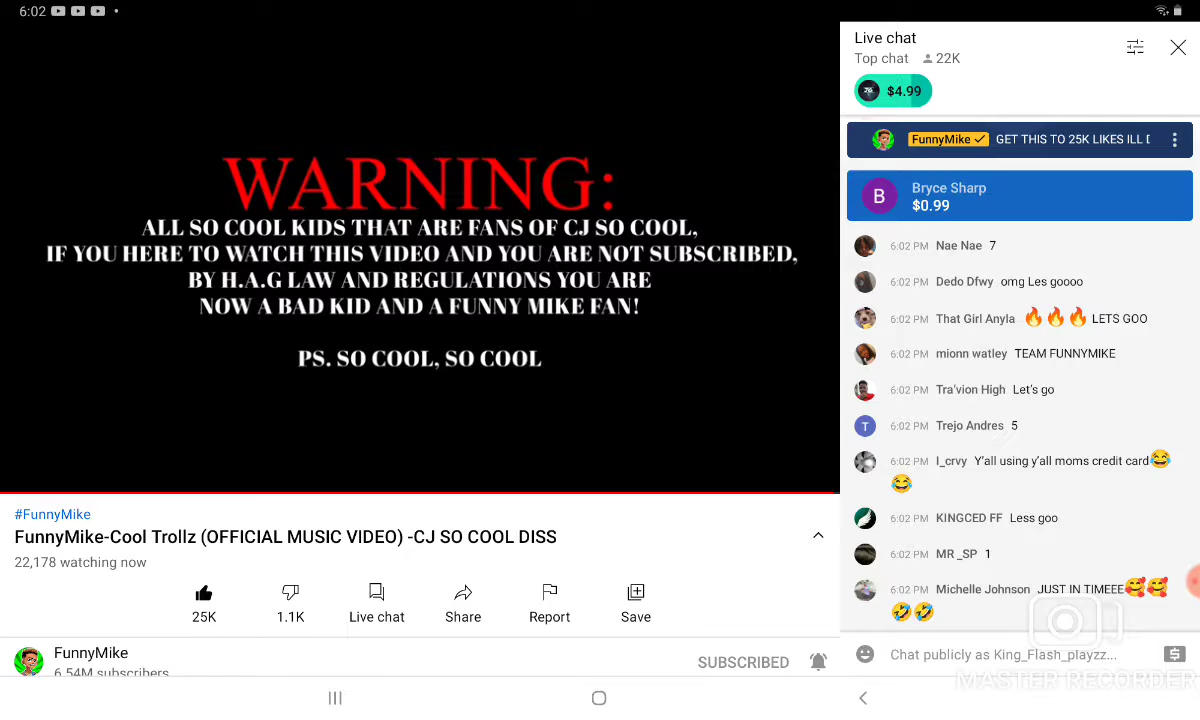 6:02
WARNING:
ALL SO COOL KIDS THAT ARE FANS OF CJ SO COOL,
IF YOU HERE TO WATCH THIS VIDEO AND YOU ARE NOT SUBSCRIBED,
BY H.A.G LAW AND REGULATIONS YOU ARE
NOW A BAD KID AND A FUNNY MIKE FAN!
PS. SO COOL, SO COOL
#FunnyMike
FunnyMike-Cool Trollz (OFFICIAL MUSIC VIDEO) -CJ SO COOL DISS
22,178 watching now
25K
1.1K
Live chat
Share
Report
Save
FunnyMike
6.54M subscribers
SUBSCRIBED
Live chat
Top chat 22K
$4.99
FunnyMike GET THIS TO 25K LIKES ILL
B
Bryce Sharp
$0.99
6:02 PM Nae Nae 7
6:02 PM Dedo Dfwy omg Les goooo
6:02 PM That Girl Anyla 🔥🔥🔥 LETS GOO
6:02 PM mionn watley TEAM FUNNYMIKE
6:02 PM Tra'vion High Let's go
T
6:02 PM Trejo Andres 5
6:02 PM I_crvy Y'all using y'all moms credit card😂
😂
6:02 PM KINGCED FF Less goo
6:02 PM MR _SP 1
6:02 PM Michelle Johnson JUST IN TIMEEE🥰🥰
🤣🤣
Chat publicly as King_Flash_playzz...
MASTER RECORDER